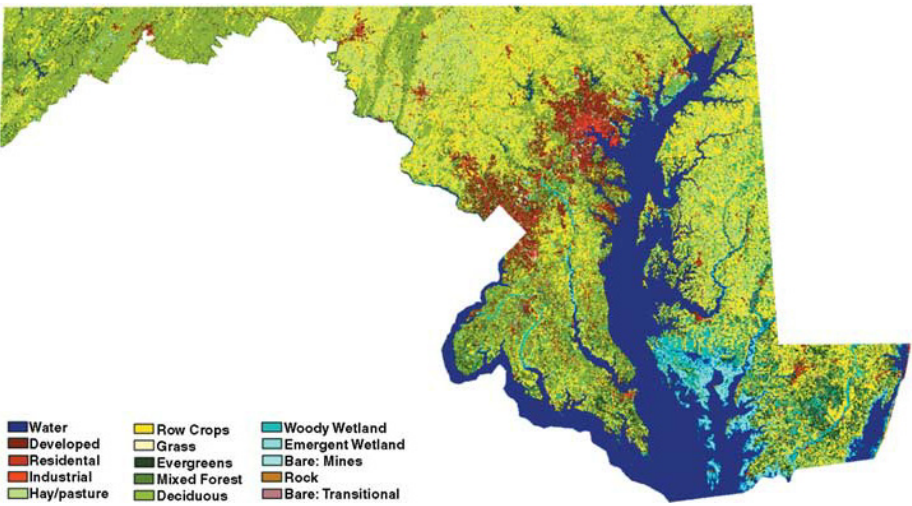 Water
Developed
Residental
Industrial
Hay/pasture
Row Crops
Grass
Evergreens
Mixed Forest
Deciduous
Woody Wetland
Emergent Wetland
Bare: Mines
Rock
Bare: Transitional